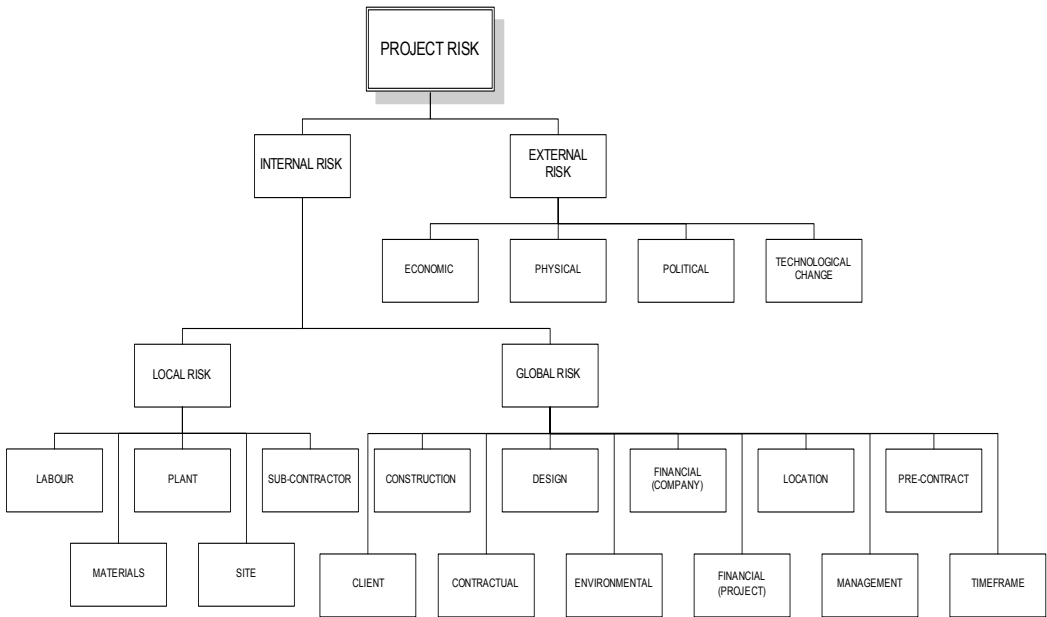 PROJECT RISK
INTERNAL RISK
EXTERNAL
RISK
ECONOMIC
PHYSICAL
POLITICAL
TECHNOLOGICAL
CHANGE
LOCAL RISK
GLOBAL RISK
LABOUR
PLANT
SUB-CONTRACTOR
CONSTRUCTION
DESIGN
FINANCIAL
(COMPANY)
LOCATION
PRE-CONTRACT
MATERIALS
SITE
CLIENT
CONTRACTUAL
ENVIRONMENTAL
FINANCIAL
(PROJECT)
MANAGEMENT
TIMEFRAME